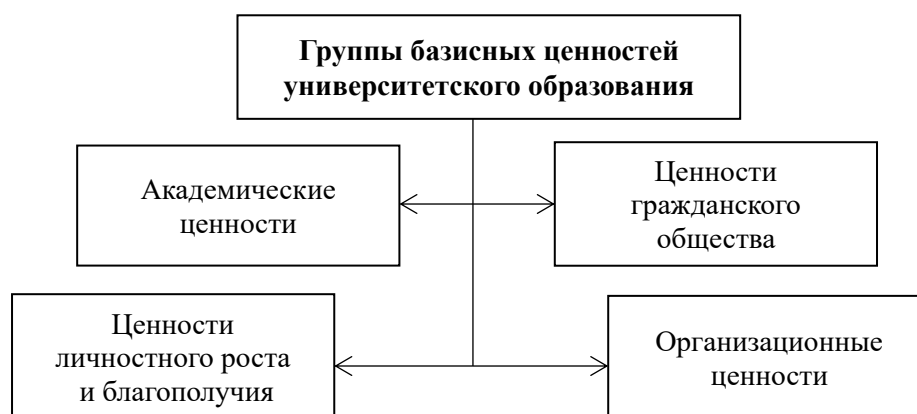 Группы базисных ценностей
университетского образования
Академические
ценности
Ценности
гражданского
общества
Ценности
личностного роста
и благополучия
Организационные
ценности